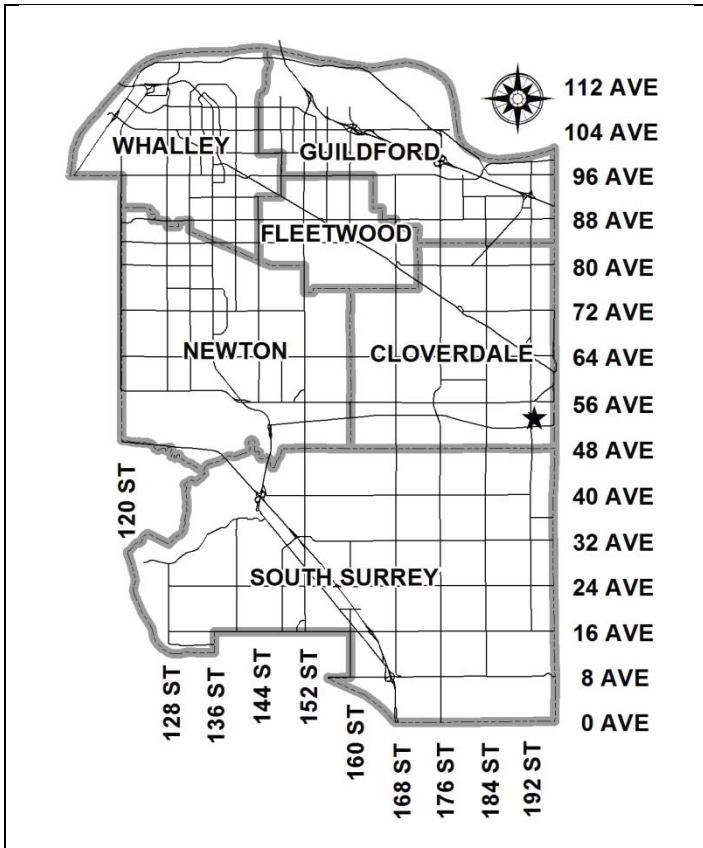 112 AVE
104 AVE
WHALLEY
GUILDFORD
96 AVE
88 AVE
FLEETWOOD
80 AVE
72 AVE
NEWTON
CLOVERDALE
64 AVE
56 AVE
48 AVE
120 ST
40 AVE
32 AVE
SOUTH SURREY
24 AVE
16 AVE
8 AVE
0 AVE
128 ST
136 ST
144 ST
152 ST
160 ST
168 ST
176 ST
184 ST
192 ST